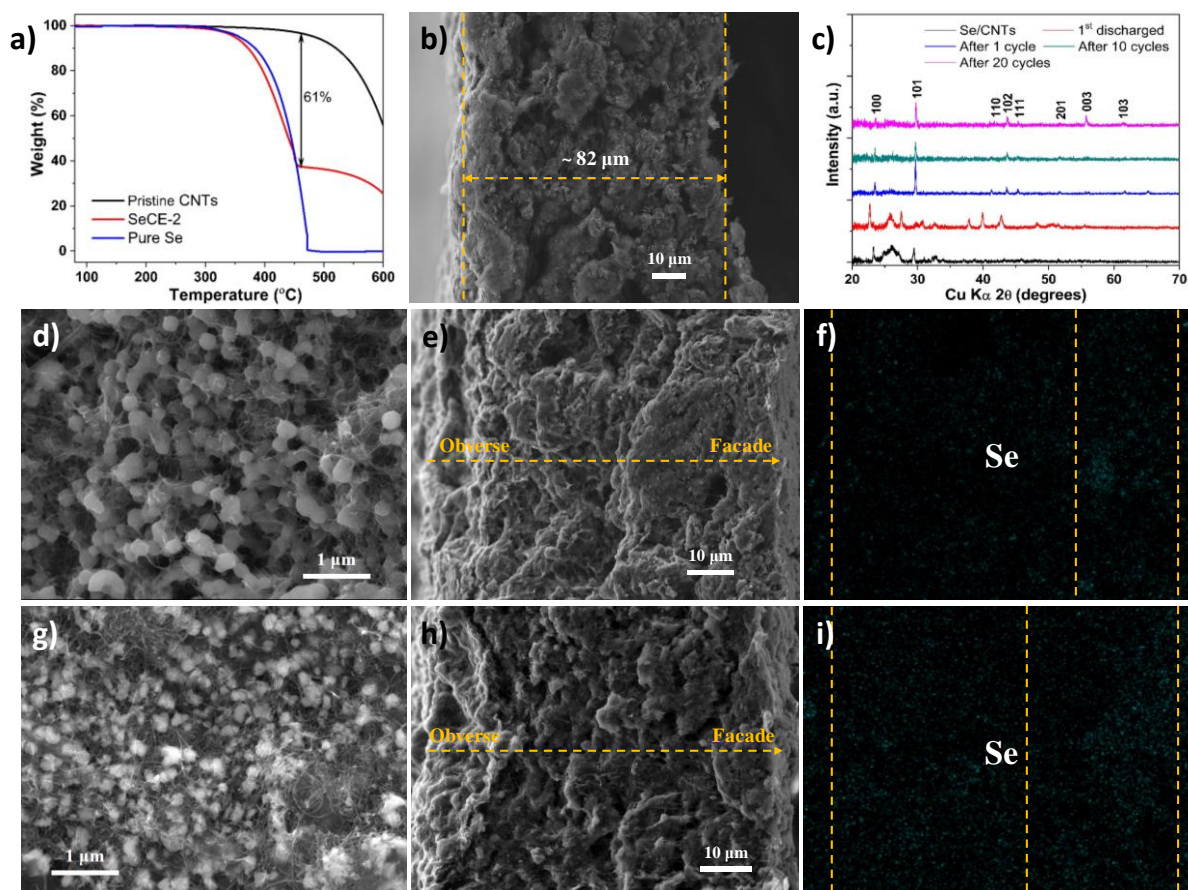 a)
100
80
60
40
20
0
Weight (%)
61%
Pristine CNTs
SeCE-2
Pure Se
100
200
300
400
500
600
Temperature (°C)
b)
~ 82 μm
10 μm
c)
Se/CNTs
1st discharged
After 1 cycle
After 10 cycles
After 20 cycles
100
101
110
102
111
201
003
103
Intensity (a.u.)
20
30
40
50
60
70
Cu Kα 2θ (degrees)
d)
1 μm
e)
Obverse
Facade
10 μm
f)
Se
g)
1 μm
h)
Obverse
Facade
10 μm
i)
Se